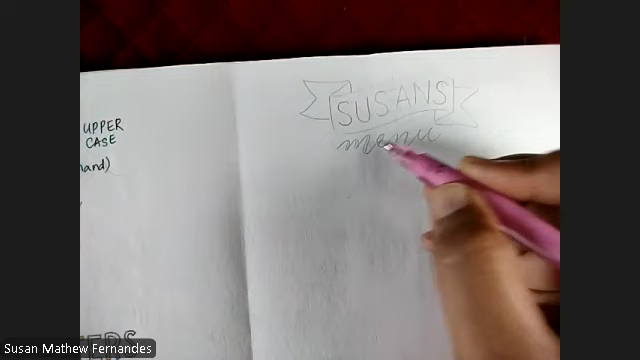 UPPER
CASE
hand)
SUSANS
menu
Susan Mathew Fernandes